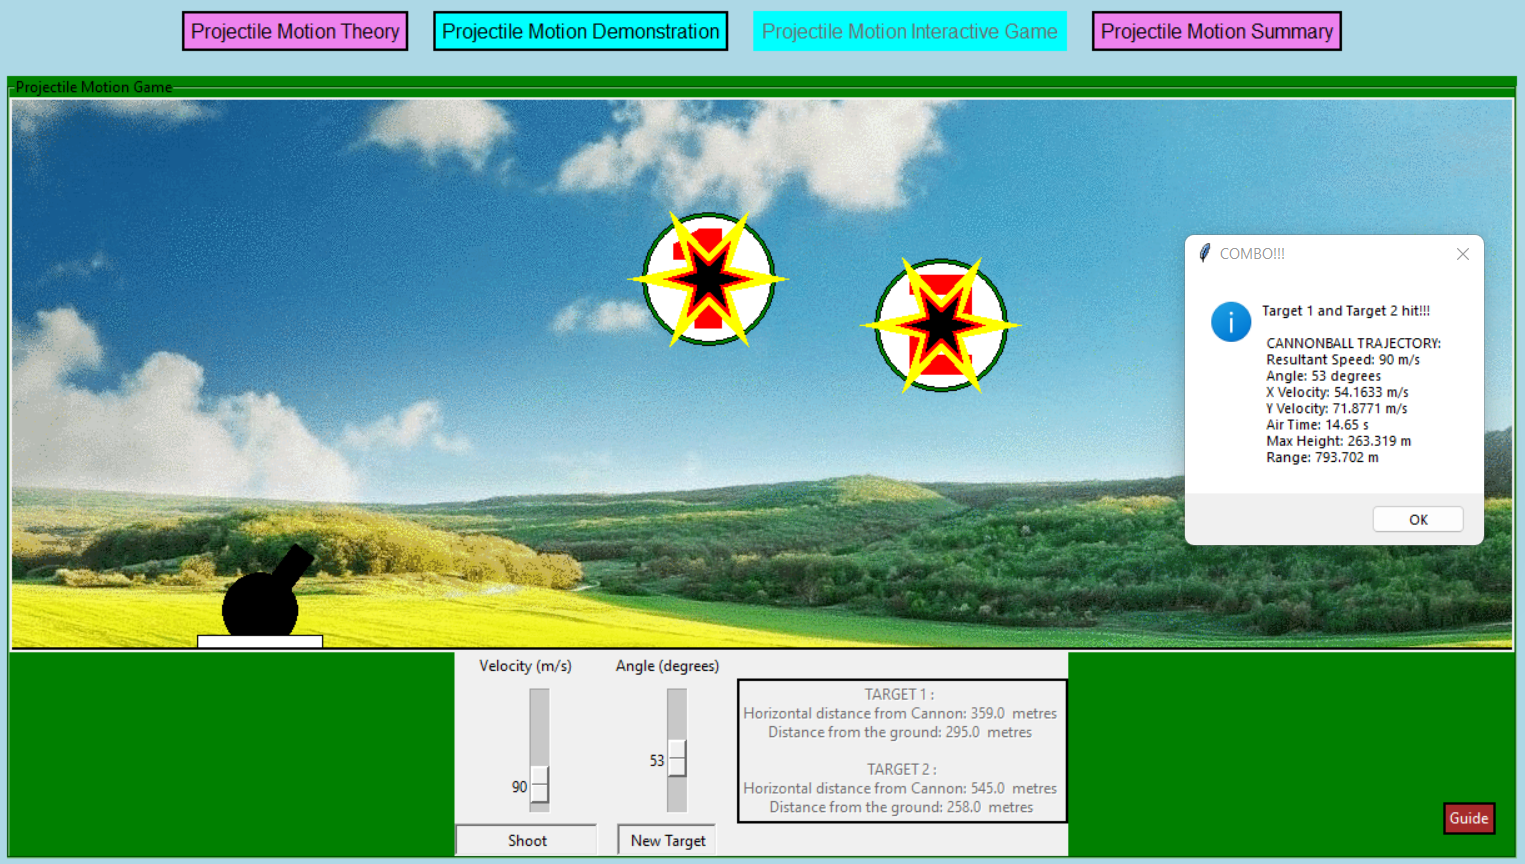 Projectile Motion Theory
Projectile Motion Demonstration
Projectile Motion Interactive Game
Projectile Motion Summary
Projectile Motion Game
1
COMBO!!!
Target 1 and Target 2 hit!!!
CANNONBALL TRAJECTORY:
Resultant Speed: 90 m/s
Angle: 53 degrees
X Velocity: 54.1633 m/s
Y Velocity: 71.8771 m/s
Air Time: 14.65 s
Max Height: 263.319 m
Range: 793.702 m
OK
Velocity (m/s)
Angle (degrees)
90
53
Shoot
New Target
TARGET 1 :
Horizontal distance from Cannon: 359.0  metres
Distance from the ground: 295.0  metres
TARGET 2 :
Horizontal distance from Cannon: 545.0  metres
Distance from the ground: 258.0  metres
Guide